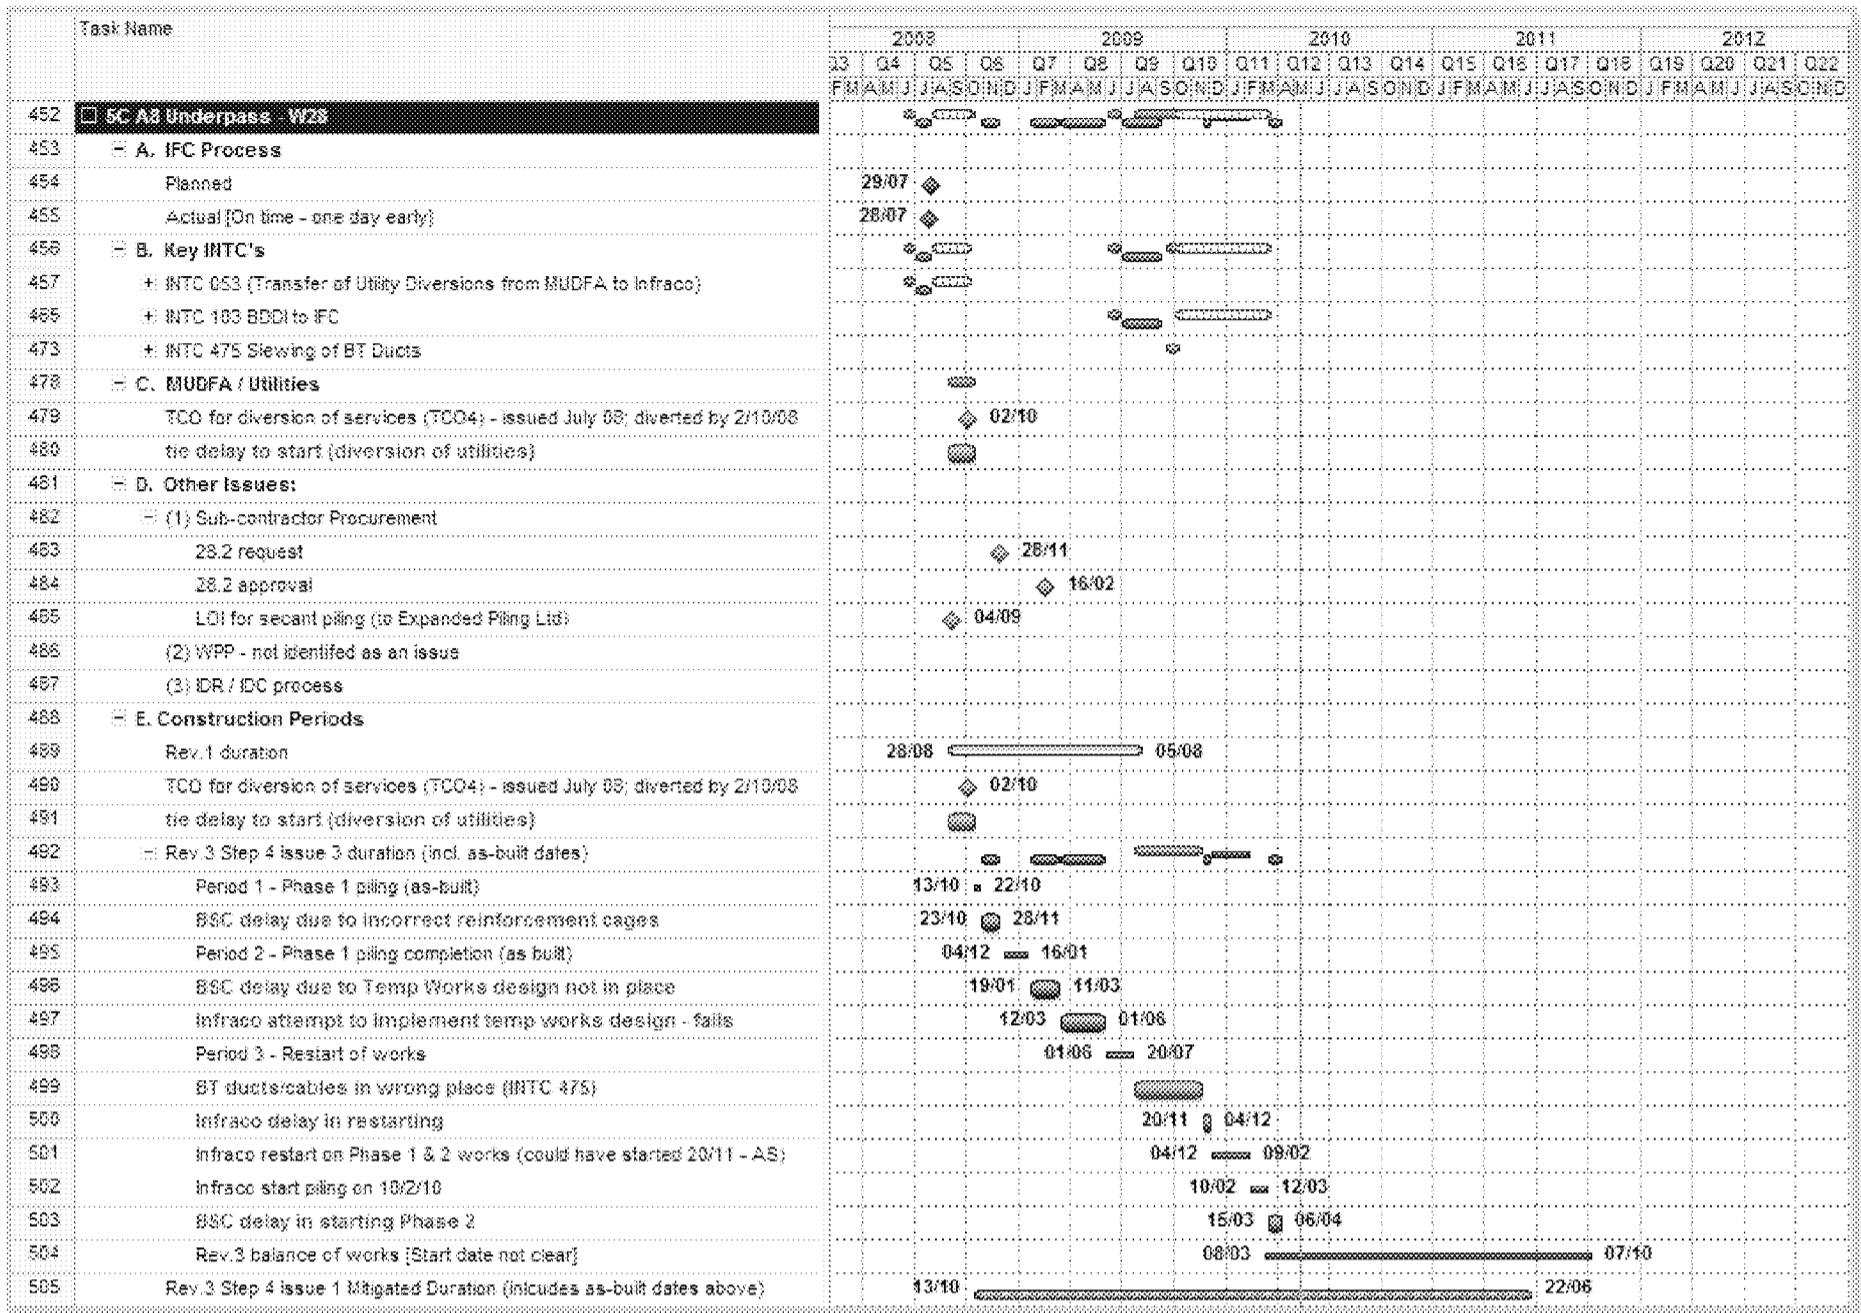 Task Name
2008 2009 2010 2011 2012
Q3 Q4 Q5 Q6 Q7 Q8 Q9 Q10 Q11 Q12 Q13 Q14 Q15 Q16 Q17 Q18 Q19 Q20 Q21 Q22
F M A M J J A S O N D J F M A M J J A S O N D J F M A M J J A S O N D J F M A M J J A S O N D J F M A M J J A S O N D
452 5C A8 Underpass - W28
453 A. IFC Process
454 Planned 29/07
455 Actual [On time - one day early] 28/07
456 B. Key INTC's
457 INTC 053 (Transfer of Utility Diversions from MUDFA to Infraco)
465 INTC 103 BDDI to IFC
473 INTC 475 Slewing of BT Ducts
478 C. MUDFA / Utilities
479 TCO for diversion of services (TCO4) - issued July 08; diverted by 2/10/08 02/10
480 tie delay to start (diversion of utilities)
481 D. Other Issues:
482 (1) Sub-contractor Procurement
483 28.2 request 28/11
484 28.2 approval 16/02
485 LOI for secant piling (to Expanded Piling Ltd) 04/09
486 (2) WPP - not identifed as an issue
487 (3) IDR / IDC process
488 E. Construction Periods
489 Rev.1 duration 28/08 05/08
490 TCO for diversion of services (TCO4) - issued July 08; diverted by 2/10/08 02/10
491 tie delay to start (diversion of utilities)
492 Rev.3 Step 4 issue 3 duration (incl. as-built dates)
493 Period 1 - Phase 1 piling (as-built) 13/10 22/10
494 BSC delay due to incorrect reinforcement cages 23/10 28/11
495 Period 2 - Phase 1 piling completion (as built) 04/12 16/01
496 BSC delay due to Temp Works design not in place 19/01 11/03
497 Infraco attempt to implement temp works design - fails 12/03 01/06
498 Period 3 - Restart of works 01/06 20/07
499 BT ducts/cables in wrong place (INTC 475)
500 Infraco delay in restarting 20/11 04/12
501 Infraco restart on Phase 1 & 2 works (could have started 20/11 - AS) 04/12 09/02
502 Infraco start piling on 10/2/10 10/02 12/03
503 BSC delay in starting Phase 2 15/03 06/04
504 Rev.3 balance of works [Start date not clear] 08/03 07/10
505 Rev.3 Step 4 issue 1 Mitigated Duration (inlcudes as-built dates above) 13/10 22/06